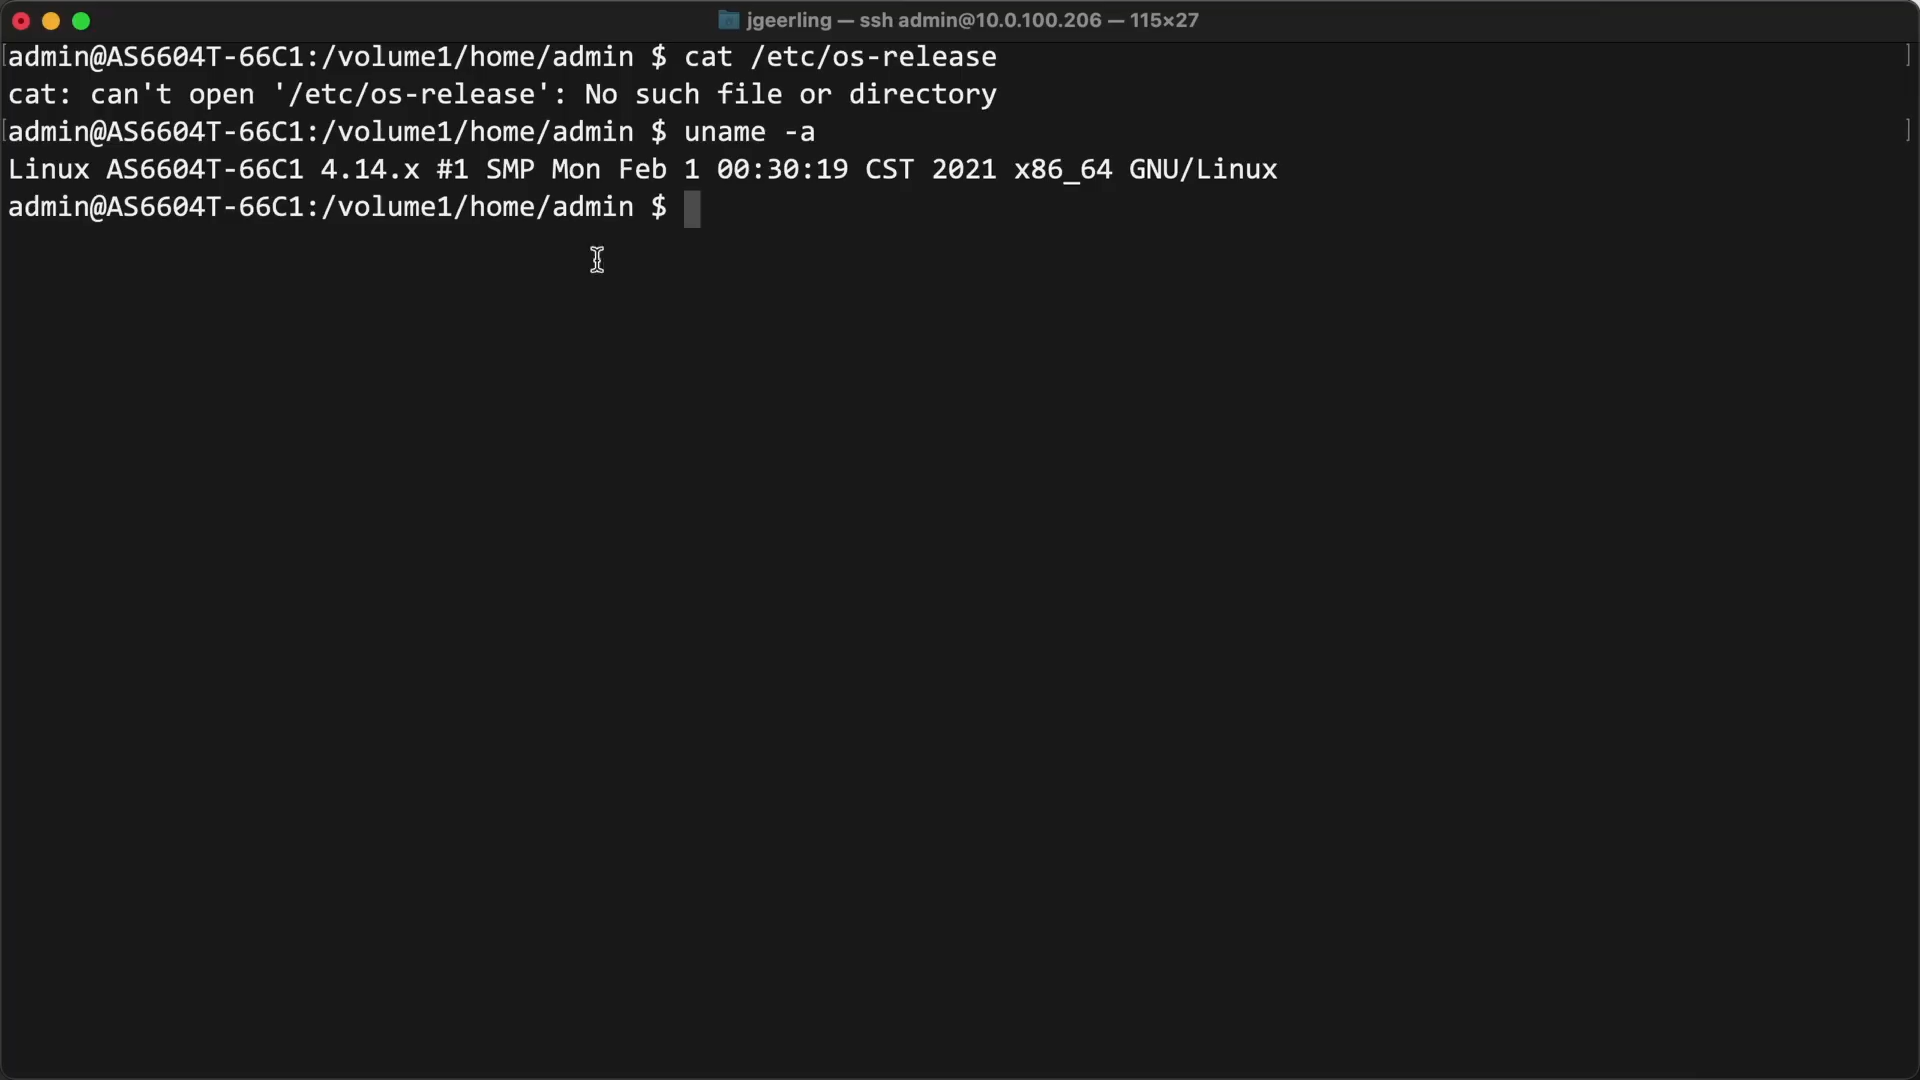 jgeerling — ssh admin@10.0.100.206 — 115×27
[admin@AS6604T-66C1:/volume1/home/admin $ cat /etc/os-release ]
cat: can't open '/etc/os-release': No such file or directory
[admin@AS6604T-66C1:/volume1/home/admin $ uname -a ]
Linux AS6604T-66C1 4.14.x #1 SMP Mon Feb 1 00:30:19 CST 2021 x86_64 GNU/Linux
admin@AS6604T-66C1:/volume1/home/admin $